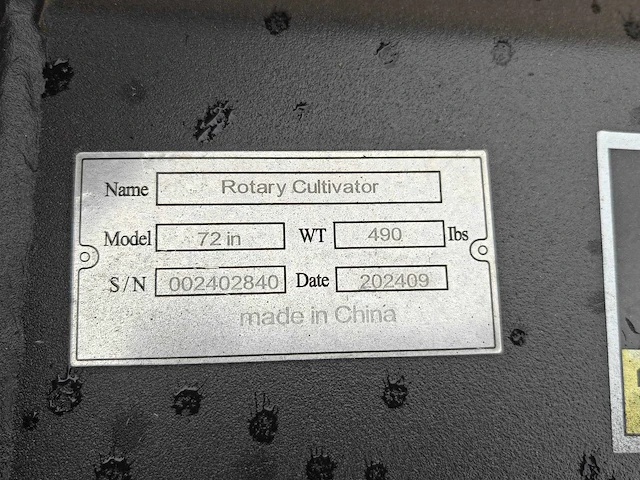 Name Rotary Cultivator
Model 72 in WT 490 lbs
S/N 002402840 Date 202409
made in China